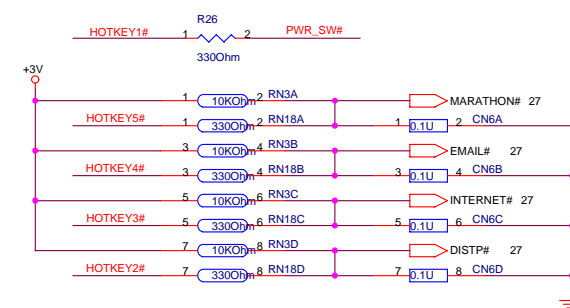 R26
HOTKEY1# 1 2 PWR_SW#
330Ohm
+3V
1 10KOhm 2 RN3A MARATHON# 27
HOTKEY5# 1 330Ohm 2 RN18A 1 0.1U 2 CN6A
3 10KOhm 4 RN3B EMAIL# 27
HOTKEY4# 3 330Ohm 4 RN18B 3 0.1U 4 CN6B
5 10KOhm 6 RN3C INTERNET# 27
HOTKEY3# 5 330Ohm 6 RN18C 5 0.1U 6 CN6C
7 10KOhm 8 RN3D DISTP# 27
HOTKEY2# 7 330Ohm 8 RN18D 7 0.1U 8 CN6D